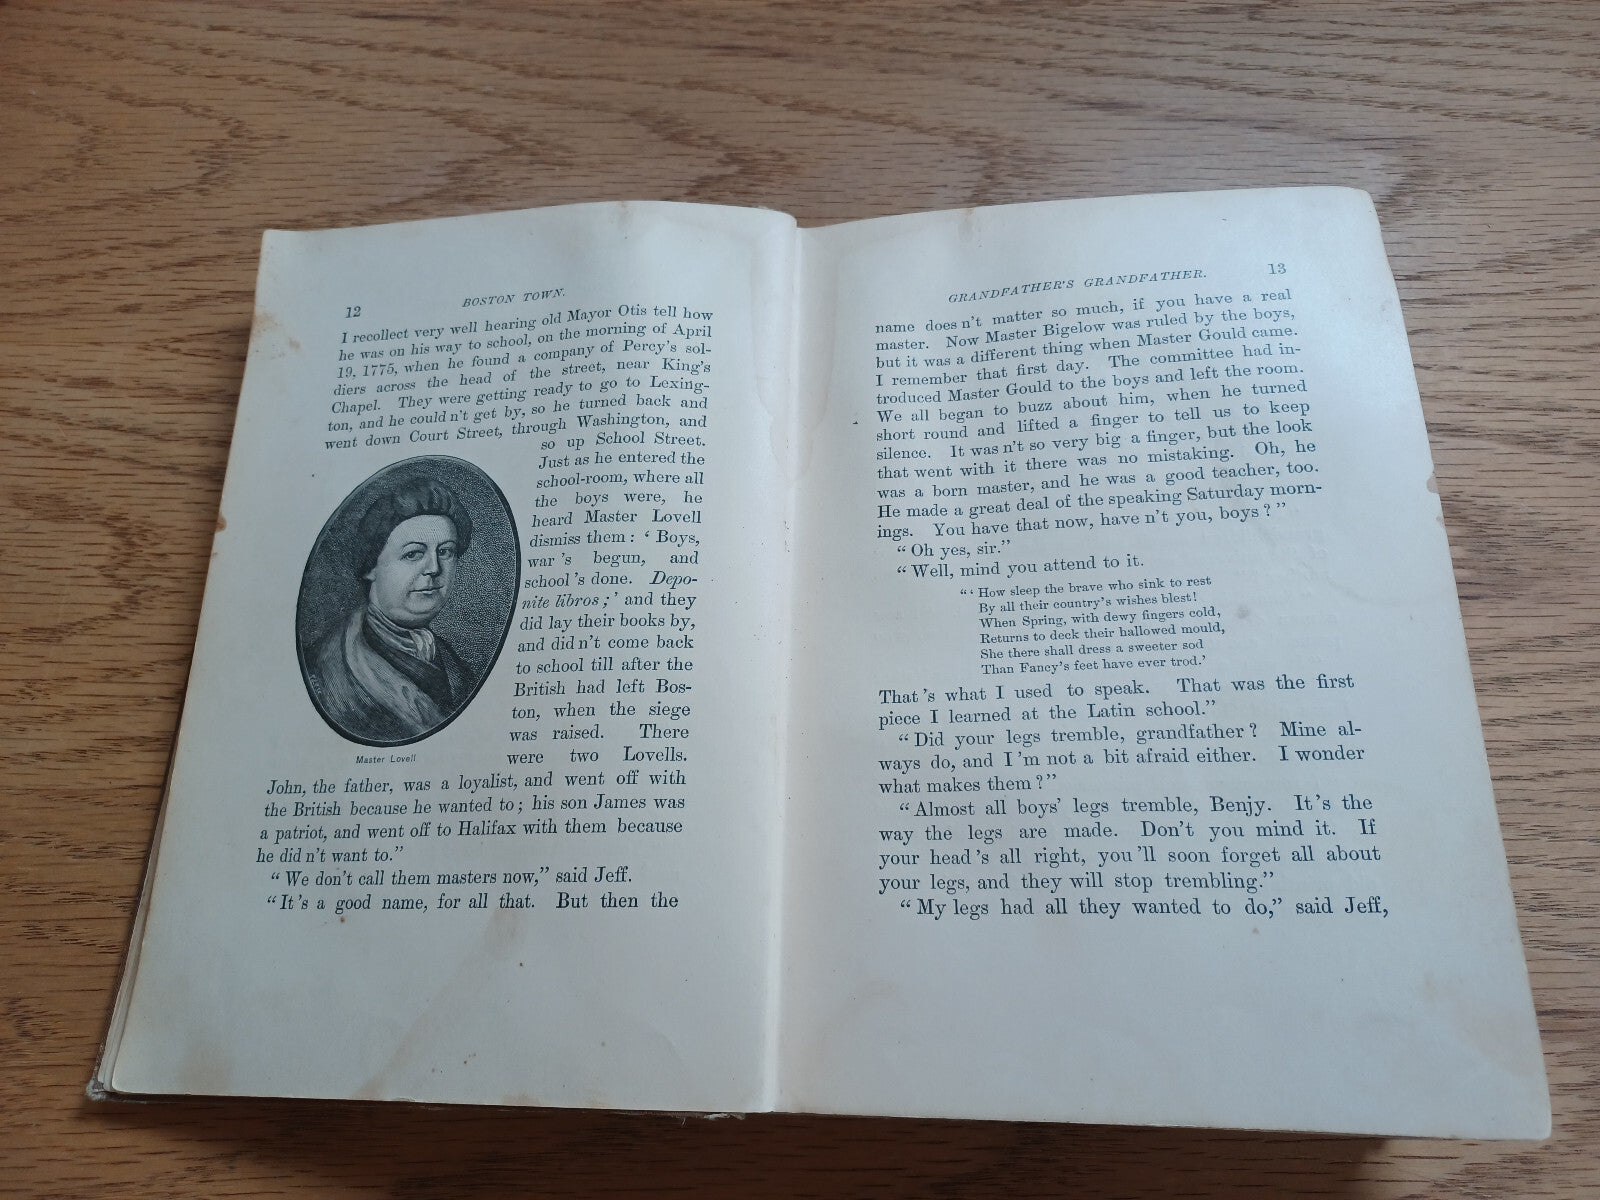 12
BOSTON TOWN.
I recollect very well hearing old Mayor Otis tell how
he was on his way to school, on the morning of April
19, 1775, when he found a company of Percy's sol-
diers across the head of the street, near King's
Chapel. They were getting ready to go to Lexing-
ton, and he could n't get by, so he turned back and
went down Court Street, through Washington, and
so up School Street.
Just as he entered the
school-room, where all
the boys were, he
heard Master Lovell
dismiss them: ‘ Boys,
war 's begun, and
school 's done. Depo-
nite libros;’ and they
did lay their books by,
and did n't come back
to school till after the
British had left Bos-
ton, when the siege
was raised. There
were two Lovells.
Master Lovell
John, the father, was a loyalist, and went off with
the British because he wanted to; his son James was
a patriot, and went off to Halifax with them because
he did n't want to.”
“ We don't call them masters now,” said Jeff.
“ It 's a good name, for all that. But then the
GRANDFATHER'S GRANDFATHER.
13
name does n't matter so much, if you have a real
master. Now Master Bigelow was ruled by the boys,
but it was a different thing when Master Gould came.
I remember that first day. The committee had in-
troduced Master Gould to the boys and left the room.
We all began to buzz about him, when he turned
short round and lifted a finger to tell us to keep
silence. It was n't so very big a finger, but the look
that went with it there was no mistaking. Oh, he
was a born master, and he was a good teacher, too.
He made a great deal of the speaking Saturday morn-
ings. You have that now, have n't you, boys ? ”
“ Oh yes, sir.”
“ Well, mind you attend to it.
“ ‘ How sleep the brave who sink to rest
By all their country's wishes blest!
When Spring, with dewy fingers cold,
Returns to deck their hallowed mould,
She there shall dress a sweeter sod
Than Fancy's feet have ever trod.’
That 's what I used to speak. That was the first
piece I learned at the Latin school.”
“ Did your legs tremble, grandfather ? Mine al-
ways do, and I 'm not a bit afraid either. I wonder
what makes them ? ”
“ Almost all boys' legs tremble, Benjy. It 's the
way the legs are made. Don't you mind it. If
your head 's all right, you 'll soon forget all about
your legs, and they will stop trembling.”
“ My legs had all they wanted to do,” said Jeff,